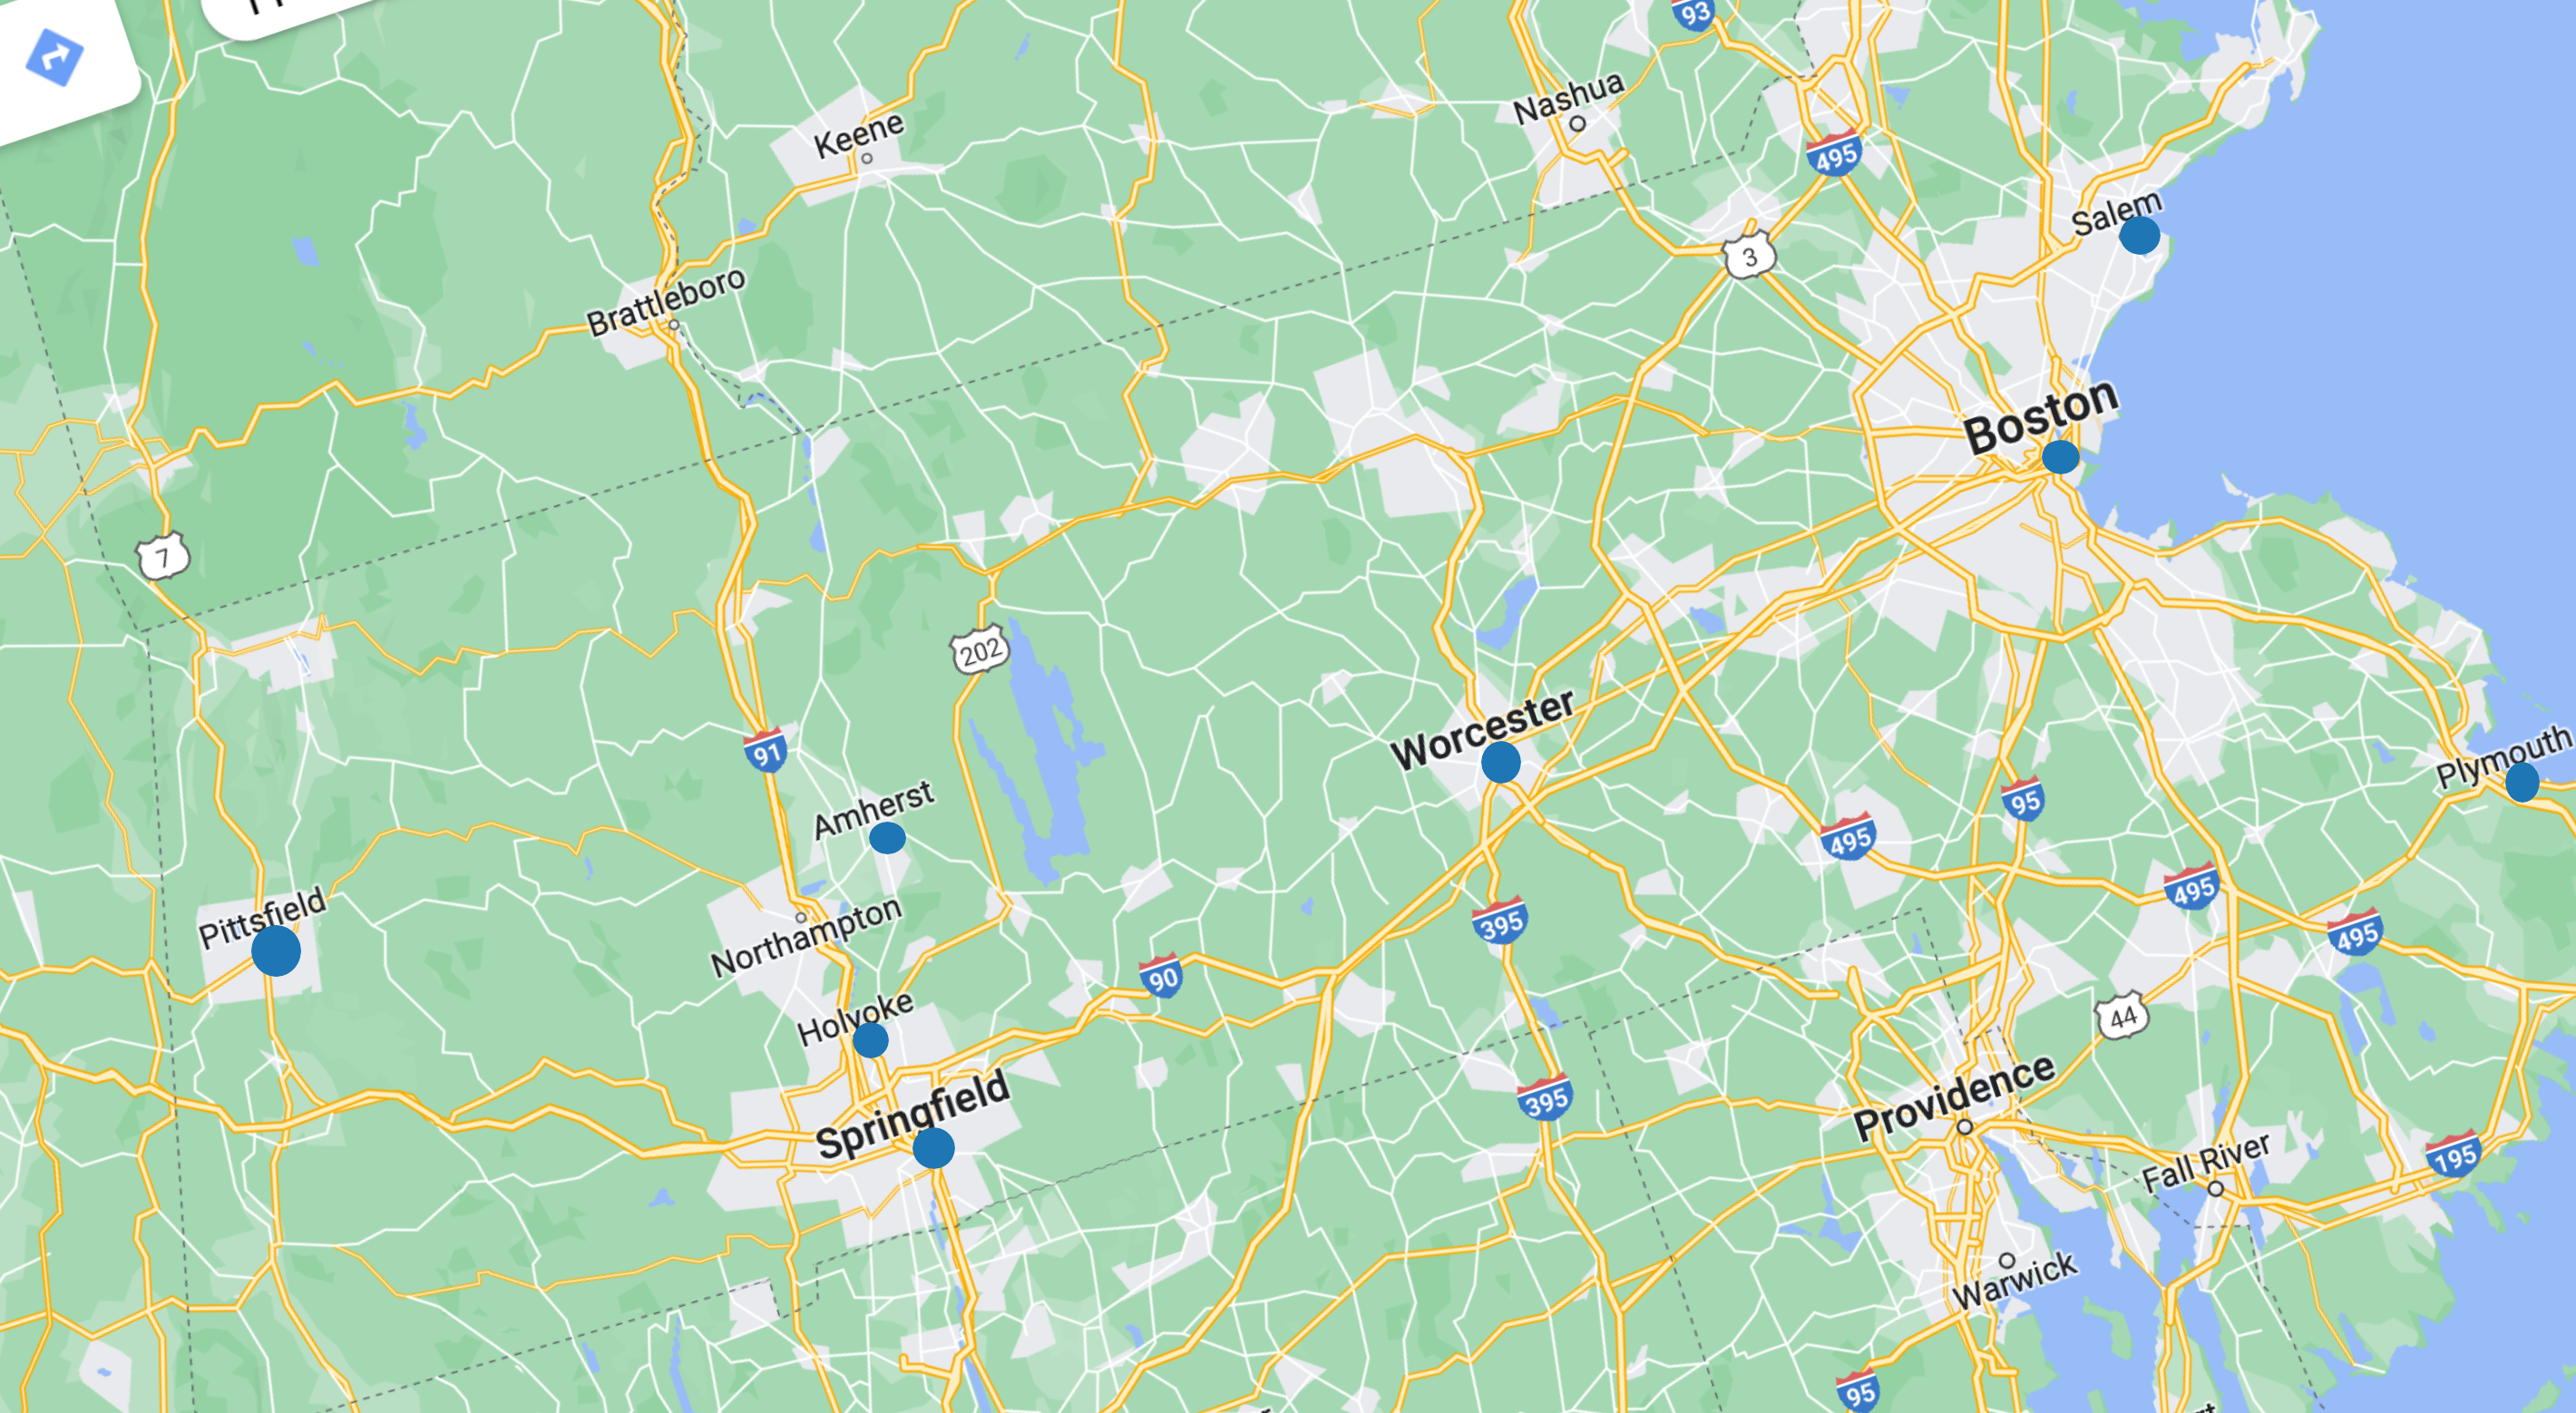 93
Nashua
Keene
495
Salem
3
Brattleboro
Boston
7
202
Worcester
91
Plymouth
Amherst
95
495
Pittsfield
495
395
Northampton
495
90
Holyoke
44
Springfield
395
Providence
195
Fall River
Warwick
95